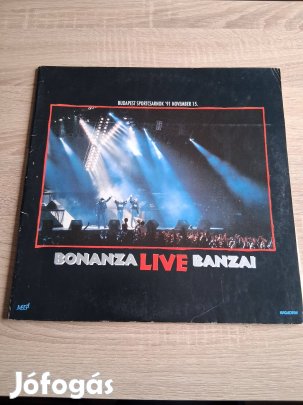 BUDAPEST SPORTCSARNOK '91 NOVEMBER 15.
BONANZA LIVE BANZAI
Jófogás